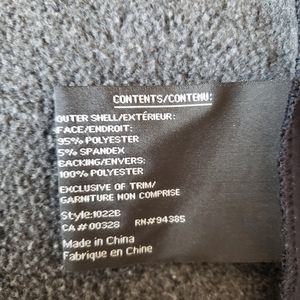 CONTENTS/CONTENU:
OUTER SHELL/EXTÉRIEUR:
FACE/ENDROIT:
95% POLYESTER
5% SPANDEX
BACKING/ENVERS:
100% POLYESTER
EXCLUSIVE OF TRIM/
GARNITURE NON COMPRISE
Style:1022B
CA# 00328 RN#94385
Made in China
Fabrique en Chine